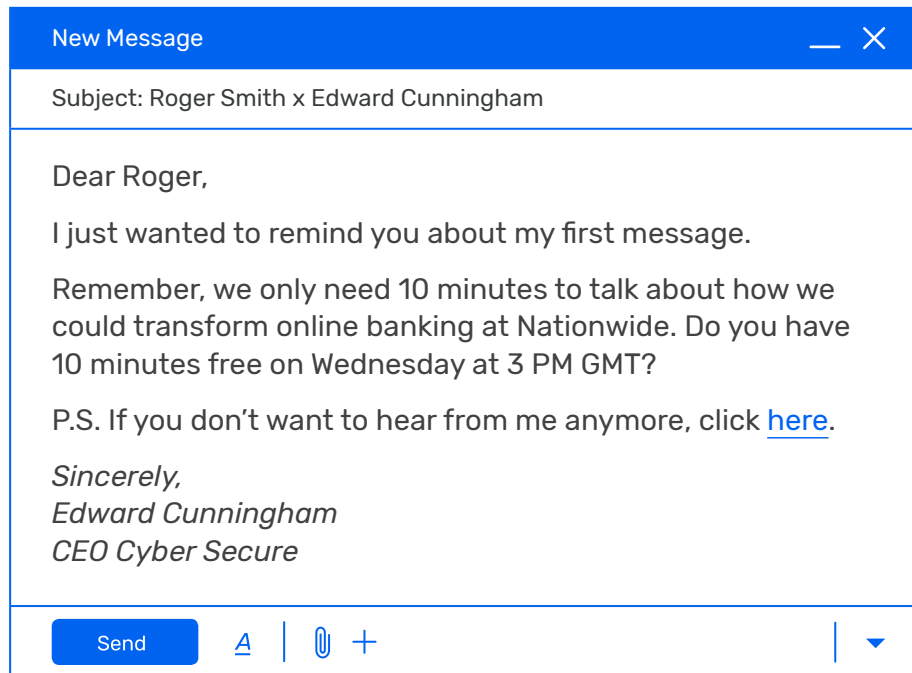 New Message
Subject: Roger Smith x Edward Cunningham
Dear Roger,
I just wanted to remind you about my first message.
Remember, we only need 10 minutes to talk about how we
could transform online banking at Nationwide. Do you have
10 minutes free on Wednesday at 3 PM GMT?
P.S. If you don’t want to hear from me anymore, click here.
Sincerely,
Edward Cunningham
CEO Cyber Secure
Send
A